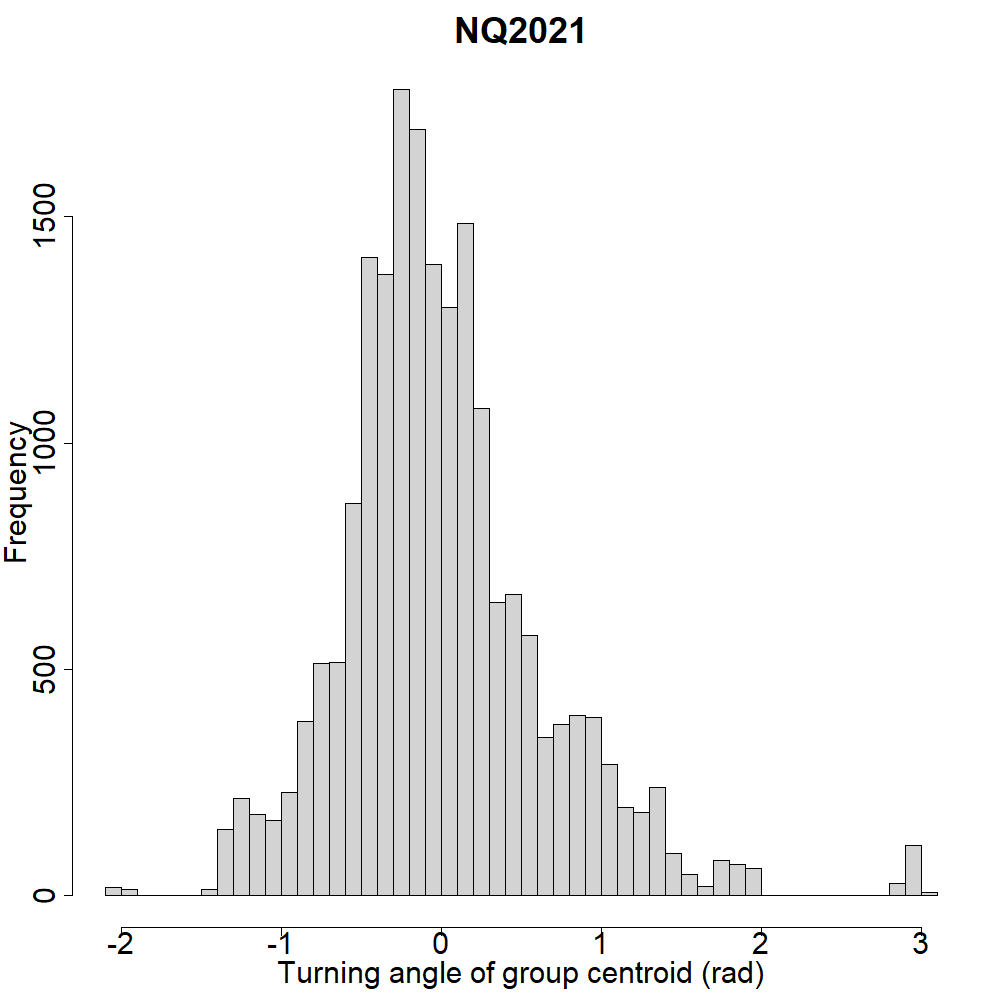 NQ2021
1500
1000
500
0
Frequency
-2 -1 0 1 2 3
Turning angle of group centroid (rad)